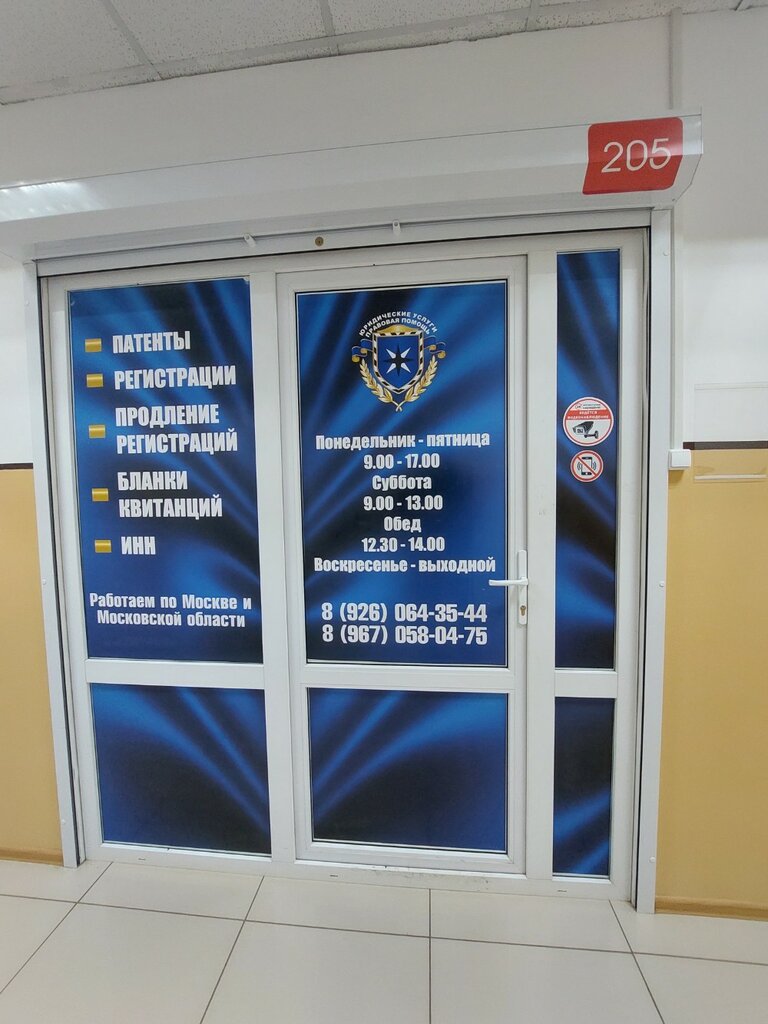 205
ПАТЕНТЫ
РЕГИСТРАЦИИ
ПРОДЛЕНИЕ
РЕГИСТРАЦИЙ
БЛАНКИ
КВИТАНЦИЙ
ИНН
Работаем по Москве и
Московской области
ЮРИДИЧЕСКИЕ УСЛУГИ
ПРАВОВАЯ ПОМОЩЬ
Понедельник - пятница
9.00 - 17.00
Суббота
9.00 - 13.00
Обед
12.30 - 14.00
Воскресенье - выходной
8 (926) 064-35-44
8 (967) 058-04-75
ВЕДЁТСЯ
ВИДЕОНАБЛЮДЕНИЕ